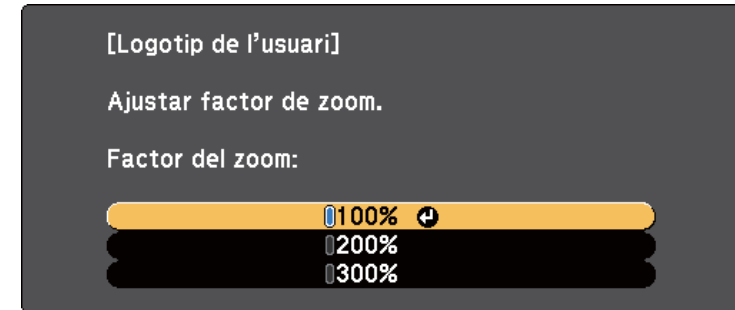 [Logotip de l'usuari]
Ajustar factor de zoom.
Factor del zoom:
100%
200%
300%